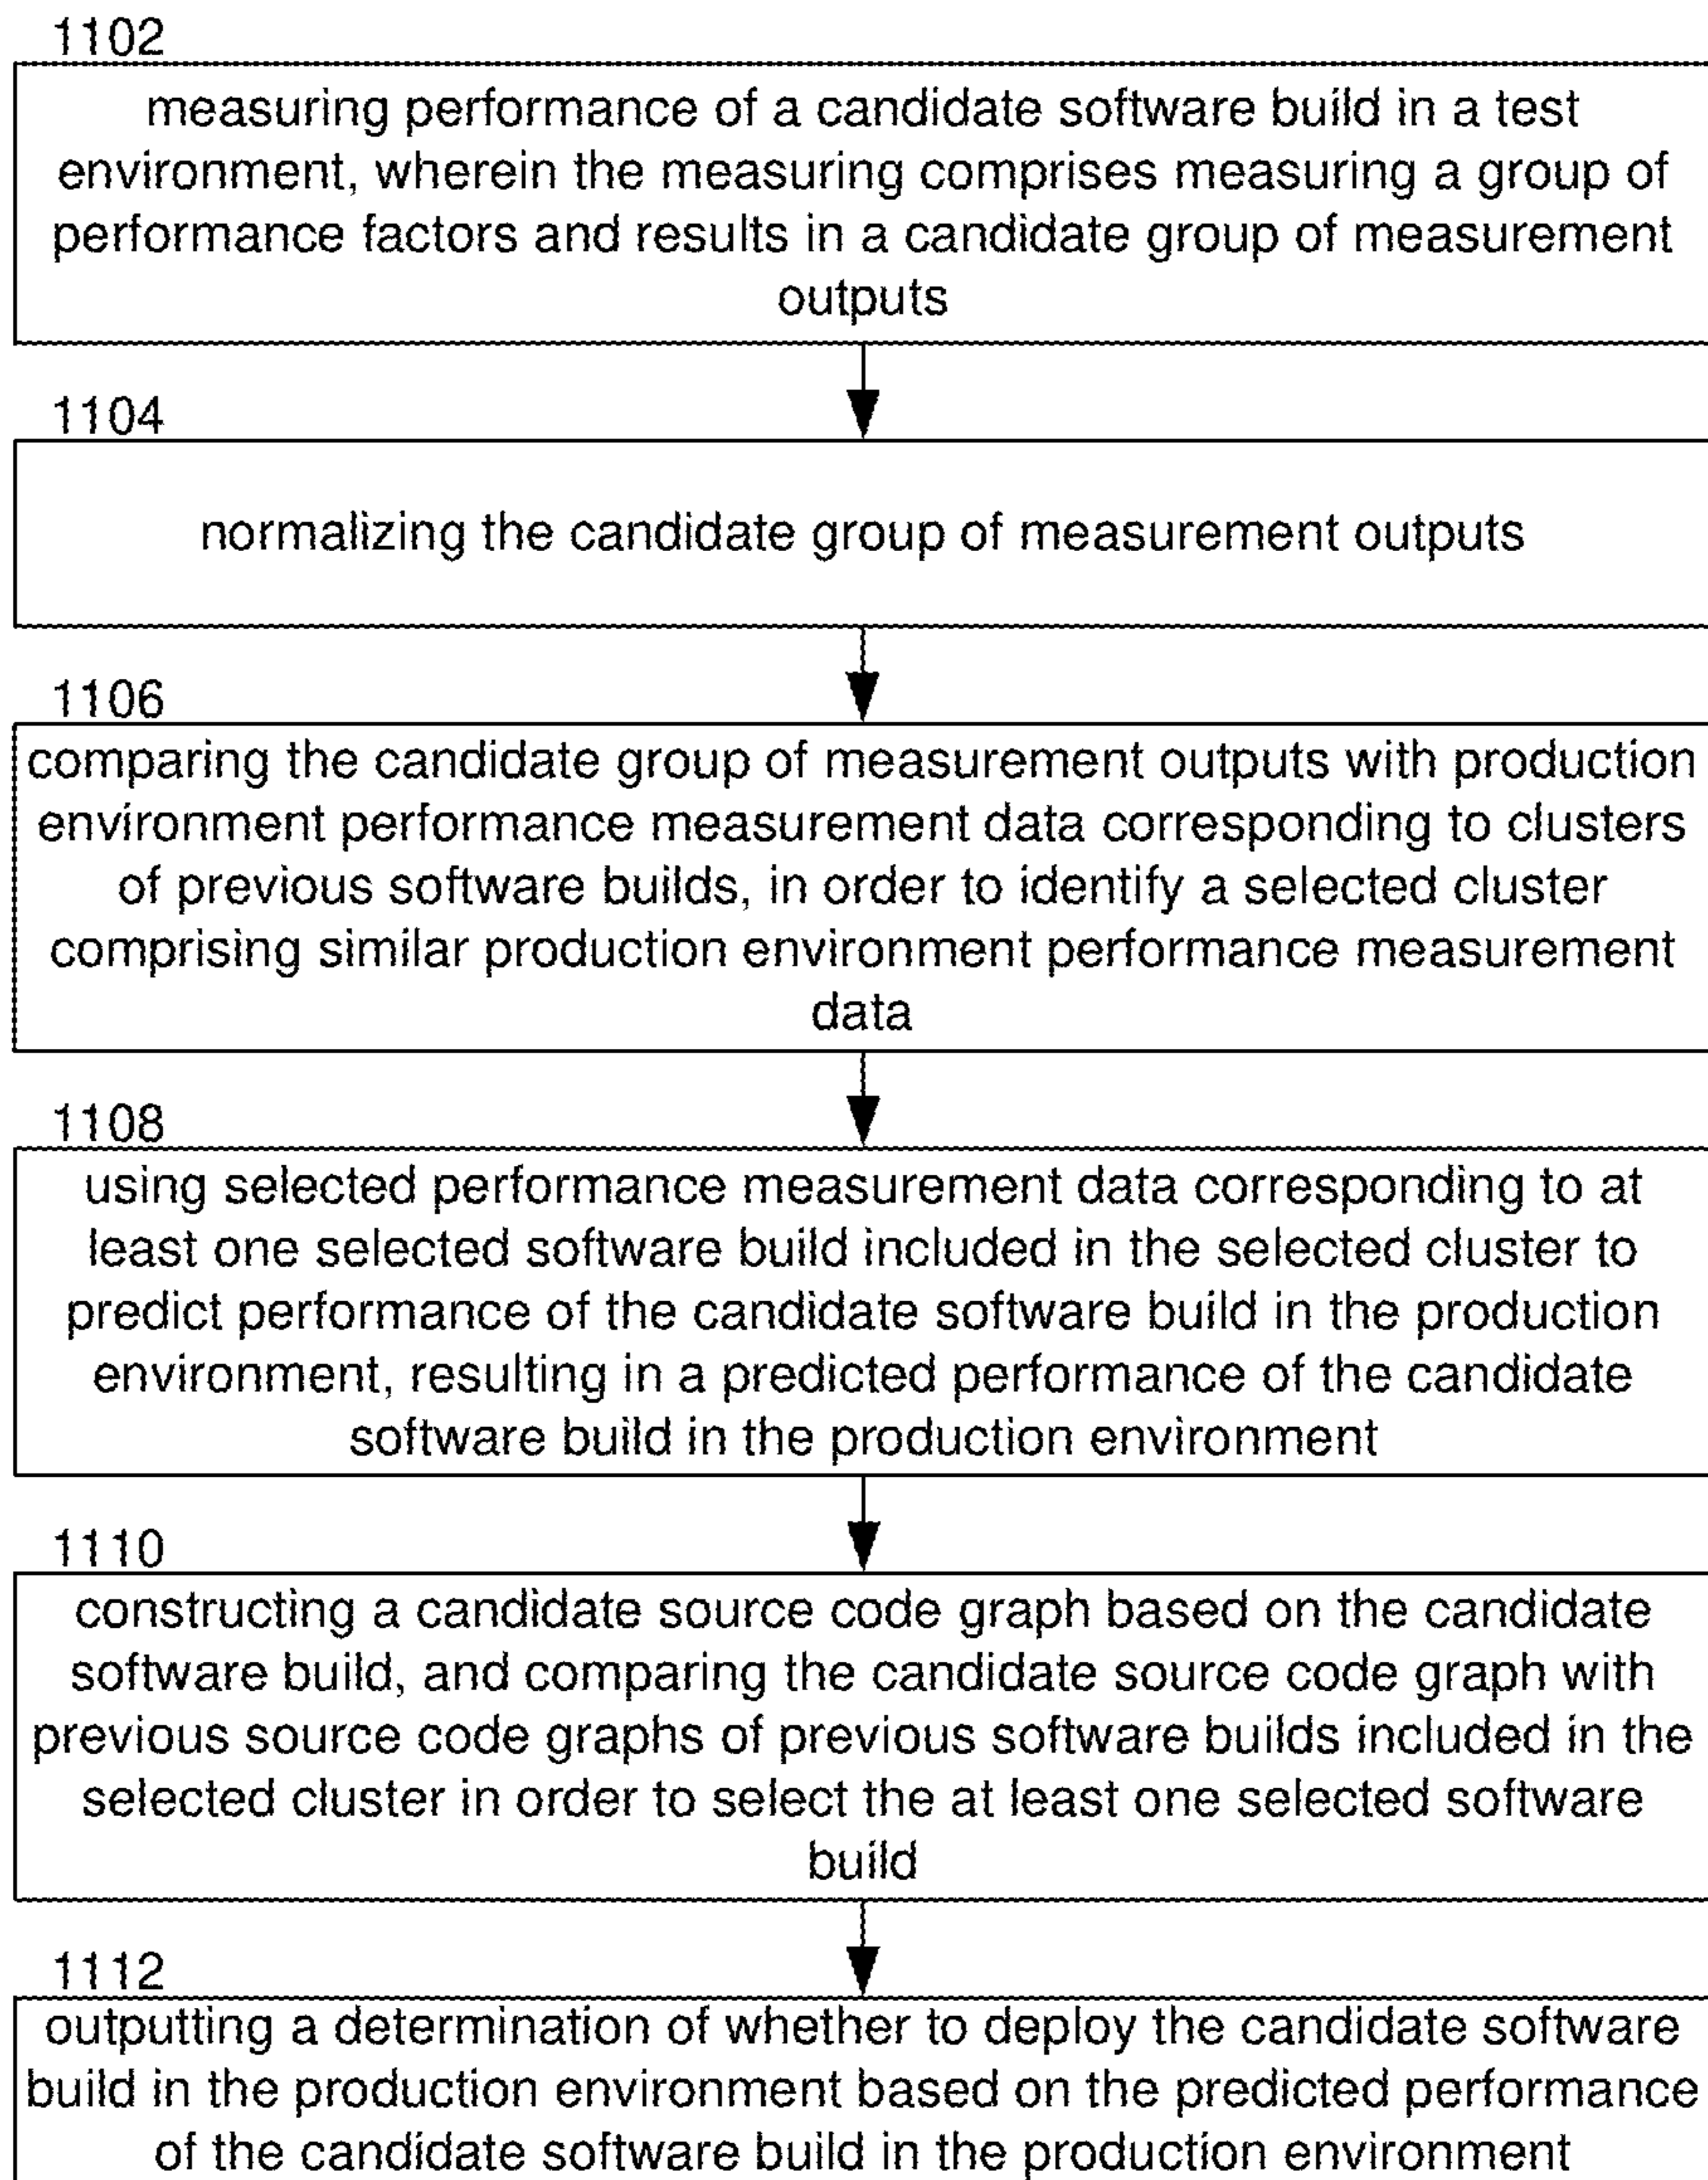 1102
measuring performance of a candidate software build in a test
environment, wherein the measuring comprises measuring a group of
performance factors and results in a candidate group of measurement
outputs
1104
normalizing the candidate group of measurement outputs
1106
comparing the candidate group of measurement outputs with production
environment performance measurement data corresponding to clusters
of previous software builds, in order to identify a selected cluster
comprising similar production environment performance measurement
data
1108
using selected performance measurement data corresponding to at
least one selected software build included in the selected cluster to
predict performance of the candidate software build in the production
environment, resulting in a predicted performance of the candidate
software build in the production environment
1110
constructing a candidate source code graph based on the candidate
software build, and comparing the candidate source code graph with
previous source code graphs of previous software builds included in the
selected cluster in order to select the at least one selected software
build
1112
outputting a determination of whether to deploy the candidate software
build in the production environment based on the predicted performance
of the candidate software build in the production environment